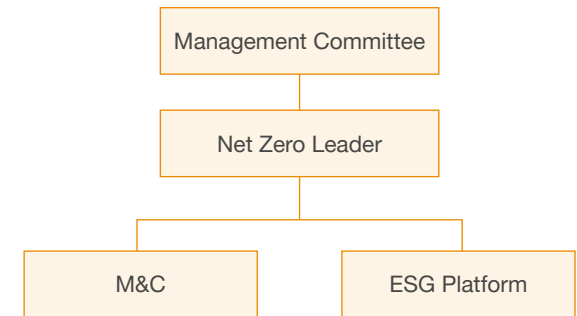 Management Committee
Net Zero Leader
M&C
ESG Platform